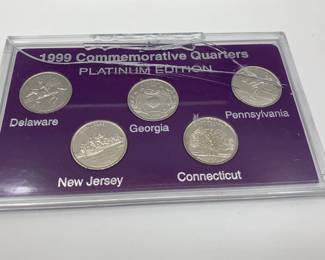 1999 Commemorative Quarters
PLATINUM EDITION
Delaware
Georgia
Pennsylvania
New Jersey
Connecticut